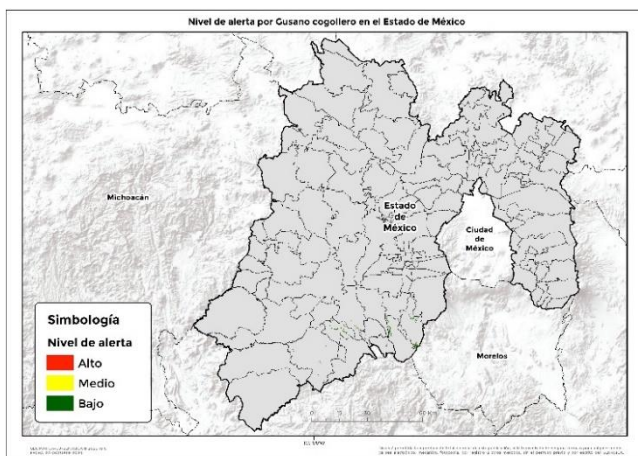 Nivel de alerta por Gusano cogollero en el Estado de México
Michoacán
Estado
de
México
Ciudad
de
México
Morelos
Simbología
Nivel de alerta
Alto
Medio
Bajo